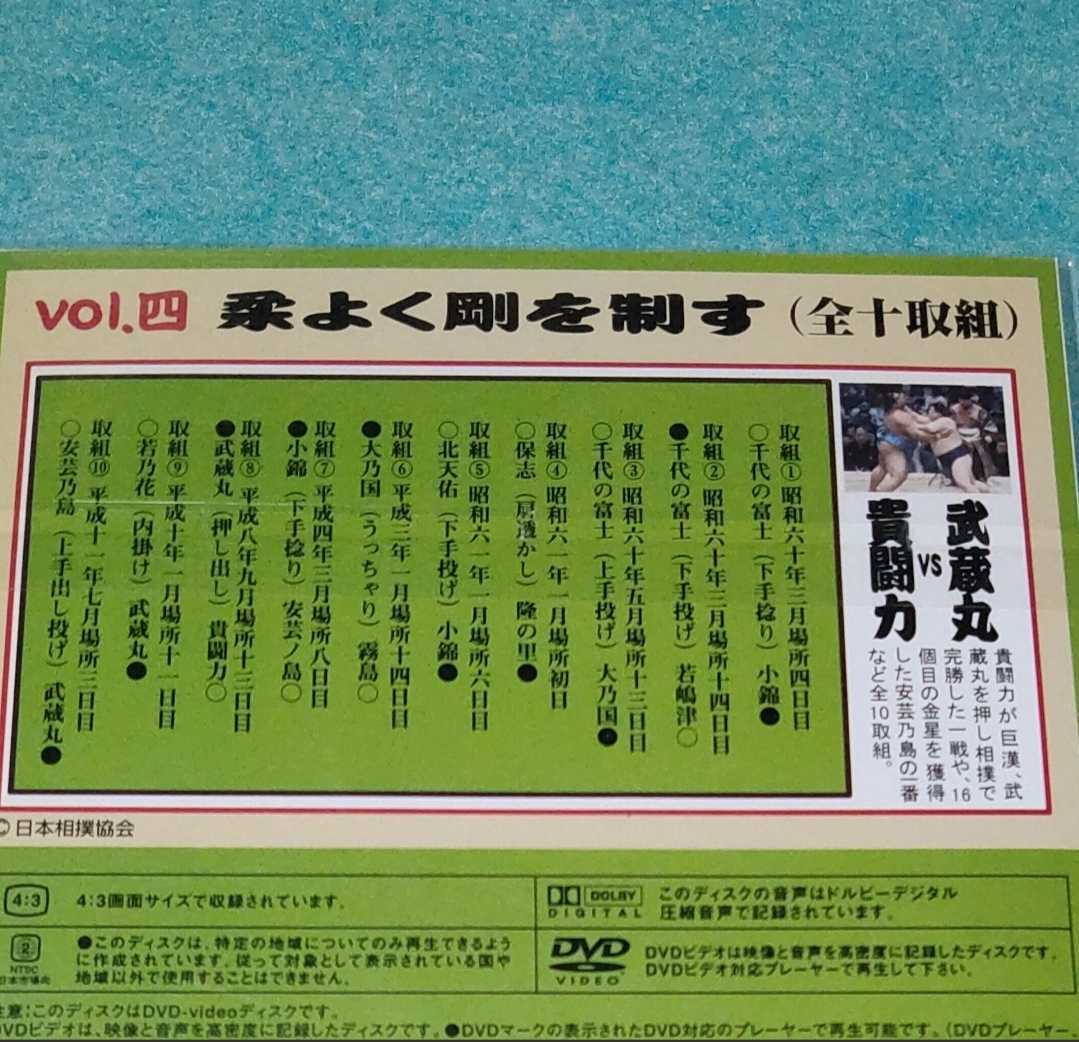 vol.四 柔よく剛を制す(全十取組)
武蔵丸
vs
貴闘力
貴闘力が巨漢、武
蔵丸を押し相撲で
完勝した一戦や、16
個目の金星を獲得
した安芸乃島の一番
など全10取組。
取組① 昭和六十年三月場所四日目
○千代の富士(下手捻り) 小錦●
取組② 昭和六十年三月場所十四日目
●千代の富士(下手投げ) 若嶋津○
取組③ 昭和六十年五月場所十三日目
○千代の富士(上手投げ) 大乃国●
取組④ 昭和六一年一月場所初日
○保志(肩透かし) 隆の里●
取組⑤ 昭和六一年一月場所六日目
○北天佑(下手投げ) 小錦●
取組⑥ 平成三年一月場所十四日目
●大乃国(うっちゃり) 霧島○
取組⑦ 平成四年三月場所八日目
●小錦(下手捻り) 安芸ノ島○
取組⑧ 平成八年九月場所十三日目
●武蔵丸(押し出し) 貴闘力○
取組⑨ 平成十年一月場所十一日目
○若乃花(内掛け) 武蔵丸●
取組⑩ 平成十一年七月場所三日目
○安芸乃島(上手出し投げ) 武蔵丸●
©日本相撲協会
4:3
4:3画面サイズで収録されています。
DOLBY
DIGITAL
このディスクの音声はドルビーデジタル
圧縮音声で記録されています。
2
NTSC
日本市場向
●このディスクは、特定の地域についてのみ再生できるよう
に作成されています。従って対象として表示されている国や
地域以外で使用することはできません。
DVD
VIDEO
DVDビデオは映像と音声を高密度に記録したディスクです。
DVDビデオ対応プレーヤーで再生して下さい。
注意:このディスクはDVD-videoディスクです。
DVDビデオは、映像と音声を高密度に記録したディスクです。●DVDマークの表示されたDVD対応のプレーヤーで再生可能です。(DVDプレーヤー、